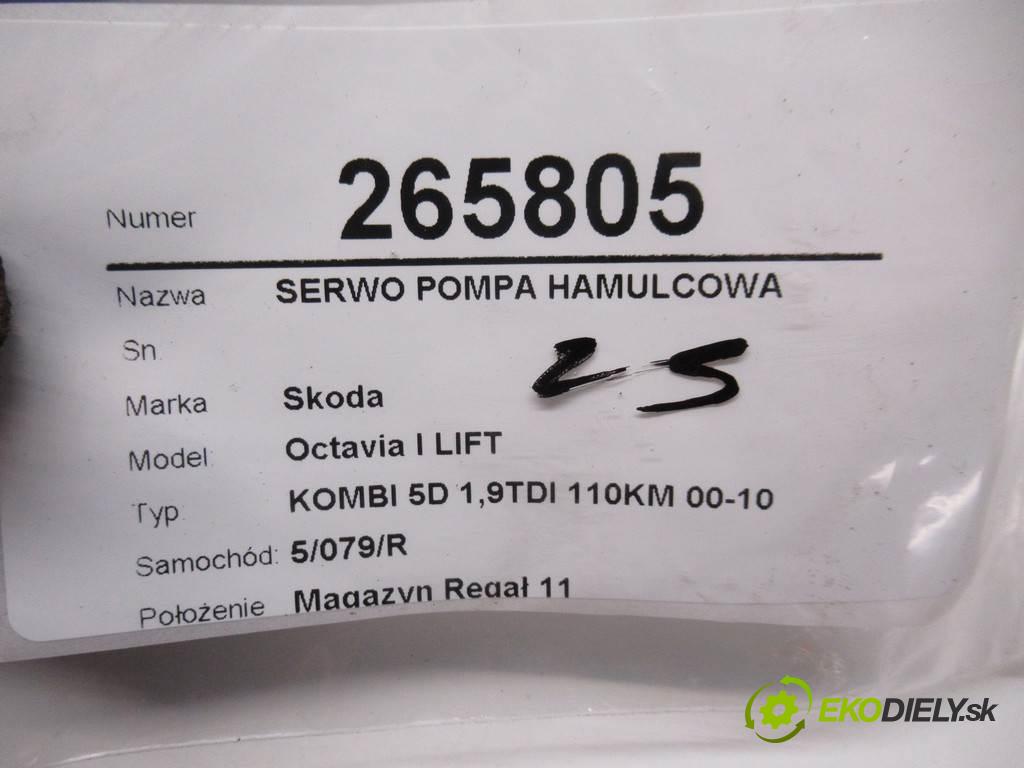 Numer 265805
Nazwa SERWO POMPA HAMULCOWA
Sn.
25
Marka Skoda
Model: Octavia I LIFT
Typ: KOMBI 5D 1,9TDI 110KM 00-10
Samochód: 5/079/R
Położenie Magazyn Regał 11
EKODIELY.sk